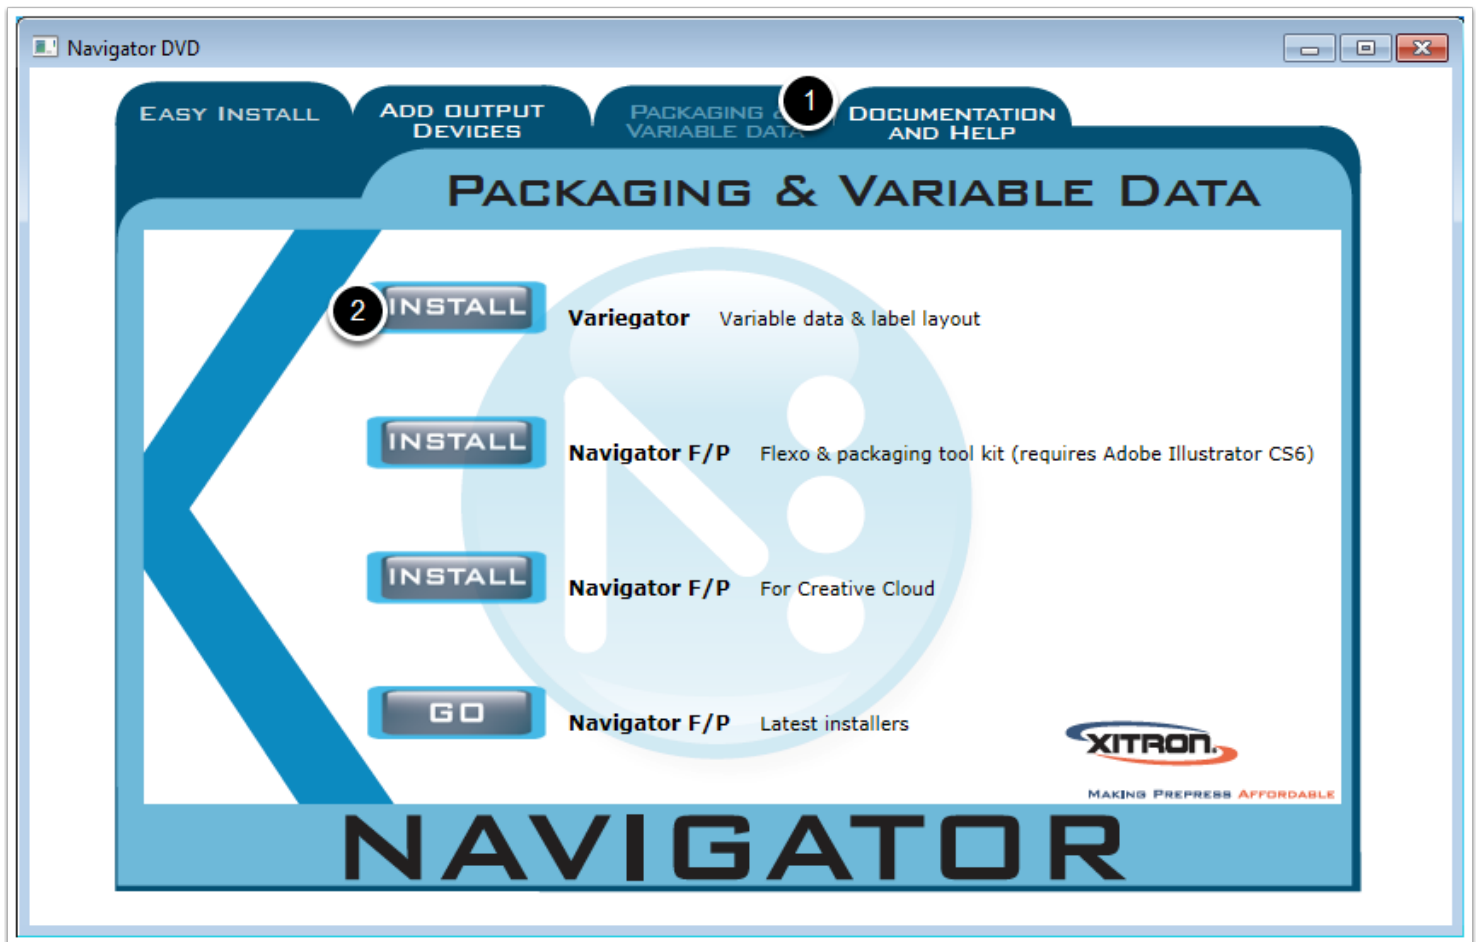 Navigator DVD
Easy Install
Add output
Devices
Packaging &
Variable data
1
Documentation
and Help
Packaging & Variable Data
2
INSTALL
Variegator Variable data & label layout
INSTALL
Navigator F/P Flexo & packaging tool kit (requires Adobe Illustrator CS6)
INSTALL
Navigator F/P For Creative Cloud
GO
Navigator F/P Latest installers
XITRON.
Making Prepress Affordable
NAVIGATOR